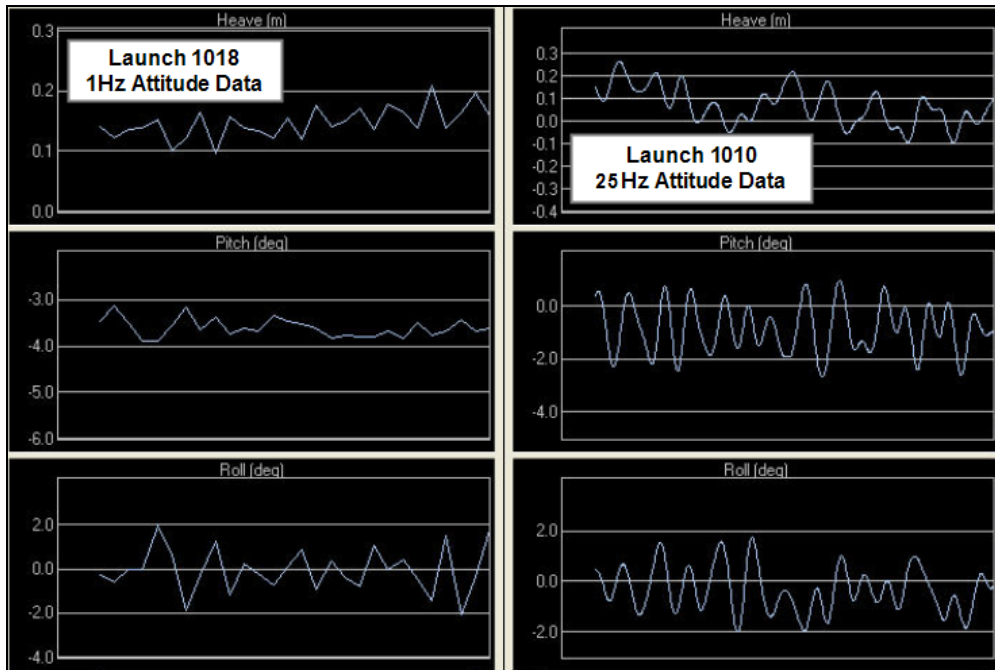 Heave (m)
0.3
Launch 1018
1Hz Attitude Data
0.2
0.1
0.0
Pitch (deg)
-3.0
-4.0
-5.0
-6.0
Roll (deg)
2.0
0.0
-2.0
-4.0
Heave (m)
0.3
0.2
0.1
0.0
-0.1
-0.2
-0.3
-0.4
Launch 1010
25Hz Attitude Data
Pitch (deg)
0.0
-2.0
-4.0
Roll (deg)
2.0
0.0
-2.0